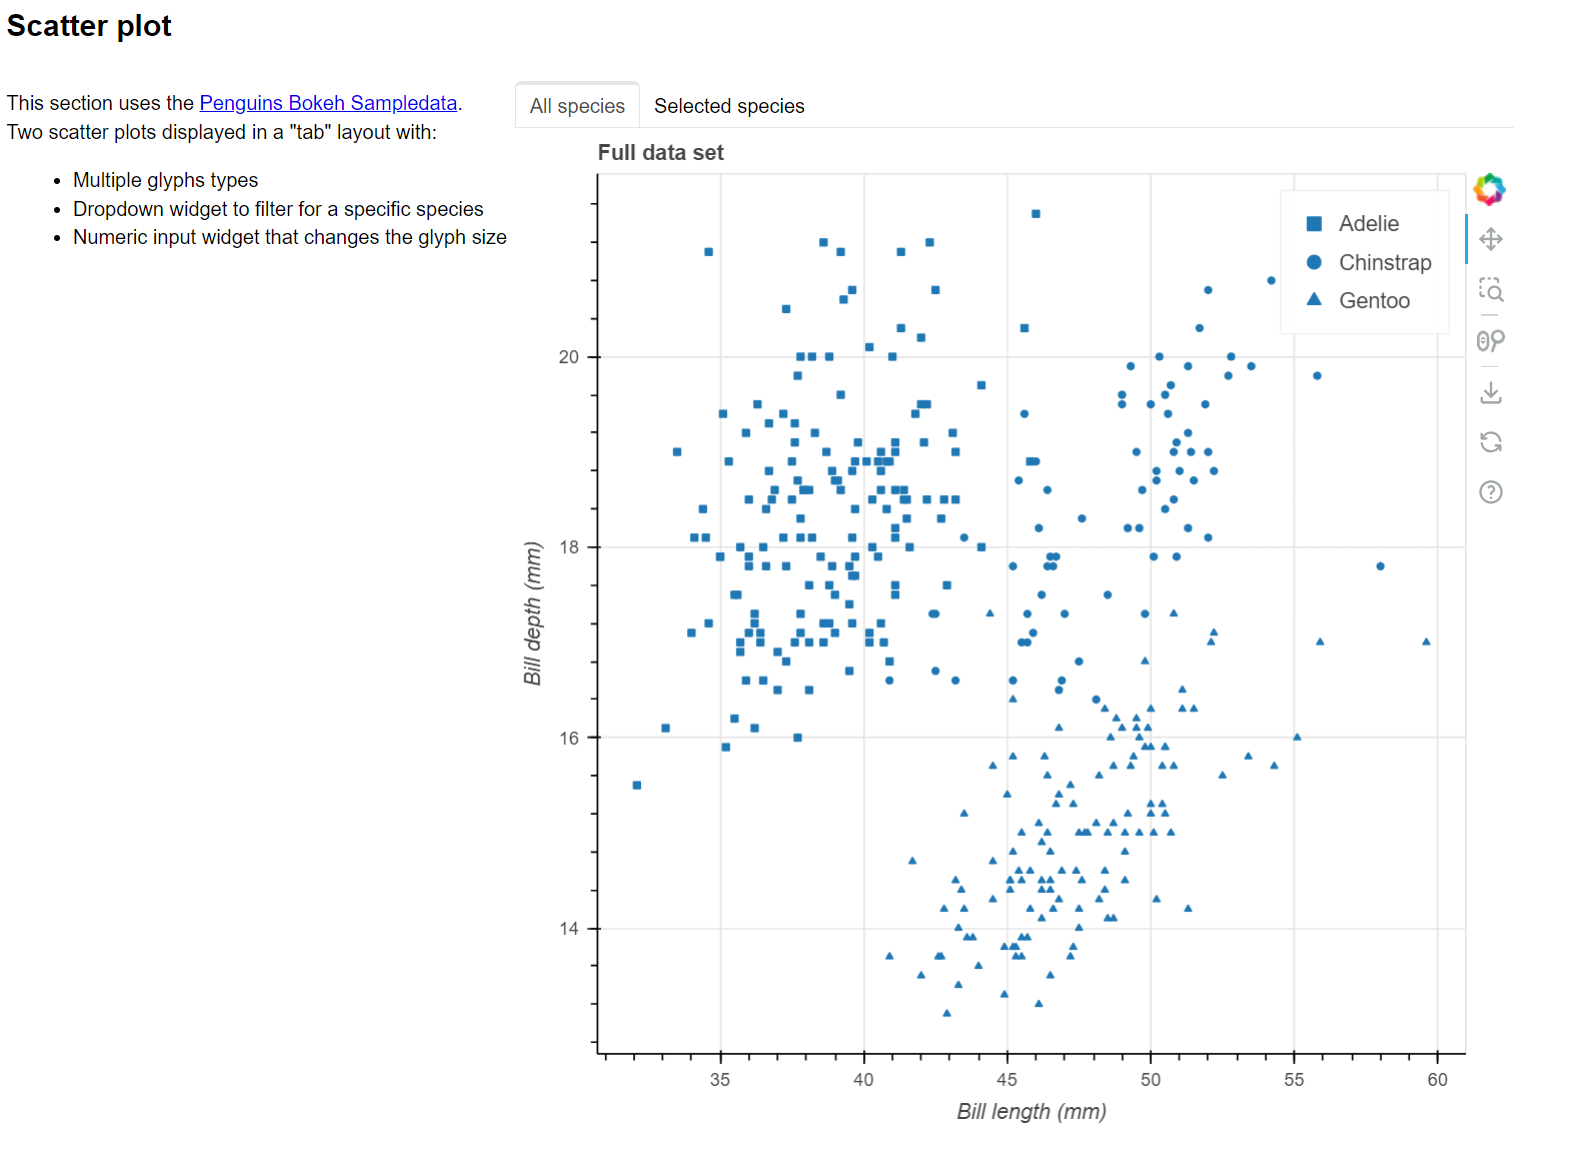 Scatter plot
This section uses the Penguins Bokeh Sampledata.
Two scatter plots displayed in a "tab" layout with:
• Multiple glyphs types
• Dropdown widget to filter for a specific species
• Numeric input widget that changes the glyph size
All species
Selected species
Full data set
Adelie
Chinstrap
Gentoo
20
18
16
14
Bill depth (mm)
35
40
45
50
55
60
Bill length (mm)